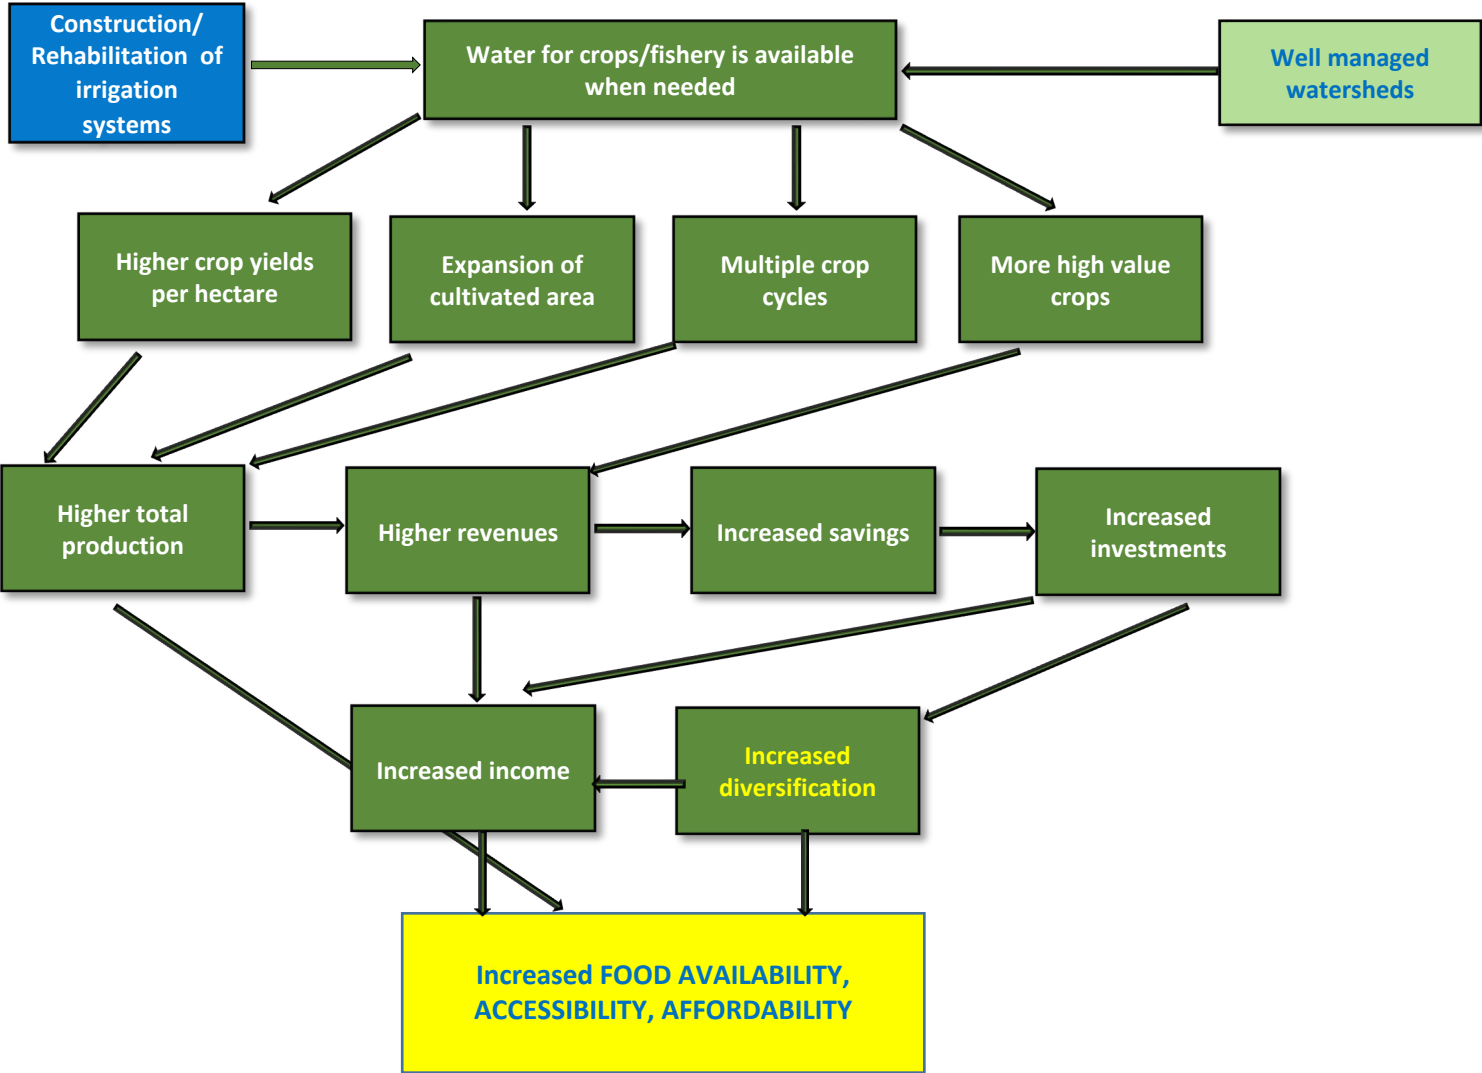 Construction/
Rehabilitation of
irrigation
systems
Water for crops/fishery is available
when needed
Well managed
watersheds
Higher crop yields
per hectare
Expansion of
cultivated area
Multiple crop
cycles
More high value
crops
Higher total
production
Higher revenues
Increased savings
Increased
investments
Increased income
Increased
diversification
Increased FOOD AVAILABILITY,
ACCESSIBILITY, AFFORDABILITY